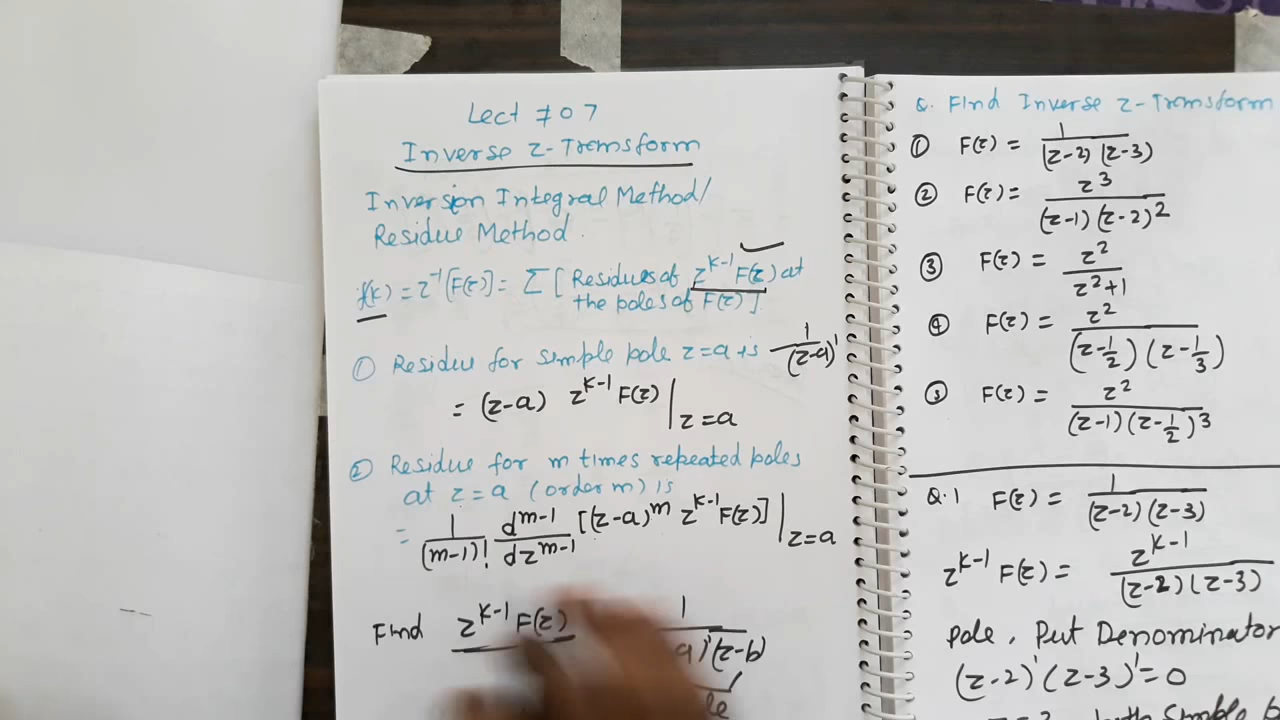 Lect # 07
Inverse z-Transform
Inversion Integral Method/
Residue Method.
f(k) = z⁻¹[F(z)] = Σ [Residues of z^{k-1} F(z) at
the poles of F(z)]
① Residue for simple pole z=a is 1/(z-a)¹
= (z-a) z^{k-1} F(z) |_{z=a}
② Residue for m times repeated poles
at z=a (order m) is
= 1/(m-1)! d^{m-1}/dz^{m-1} [(z-a)^m z^{k-1} F(z)] |_{z=a}
Find z^{k-1} F(z)
Q. Find Inverse z-Transform
① F(z) = 1/(z-2)(z-3)
② F(z) = z³/(z-1)(z-2)²
③ F(z) = z²/z²+1
④ F(z) = z²/(z-1/2)(z-1/3)
⑤ F(z) = z²/(z-1)(z-1/2)³
Q.1 F(z) = 1/(z-2)(z-3)
z^{k-1} F(z) = z^{k-1}/(z-2)(z-3)
pole, Put Denominator
(z-2)¹(z-3)¹=0